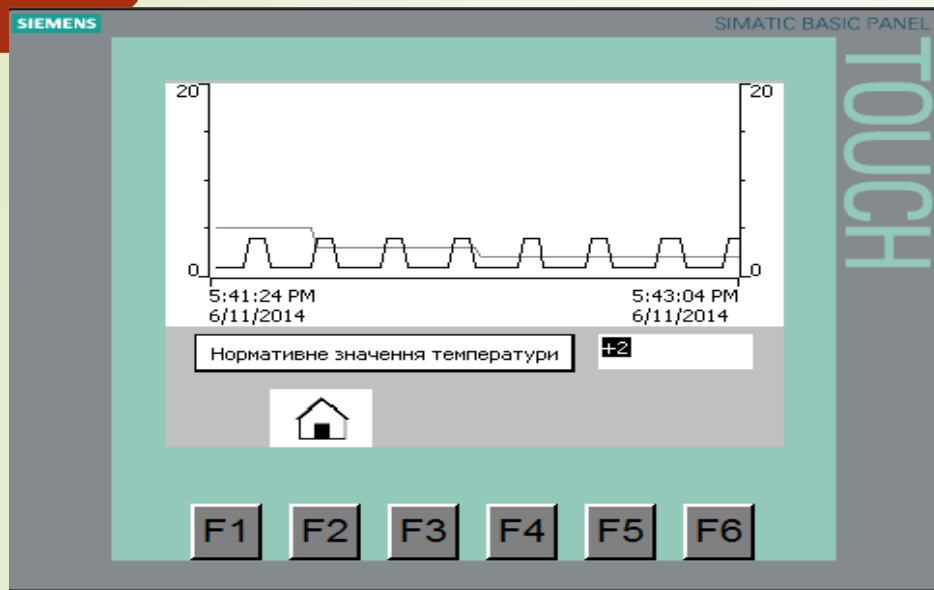 SIEMENS
SIMATIC BASIC PANEL
TOUCH
20
20
0
0
5:41:24 PM
5:43:04 PM
6/11/2014
6/11/2014
Нормативне значення температури
+2
F1 F2 F3 F4 F5 F6